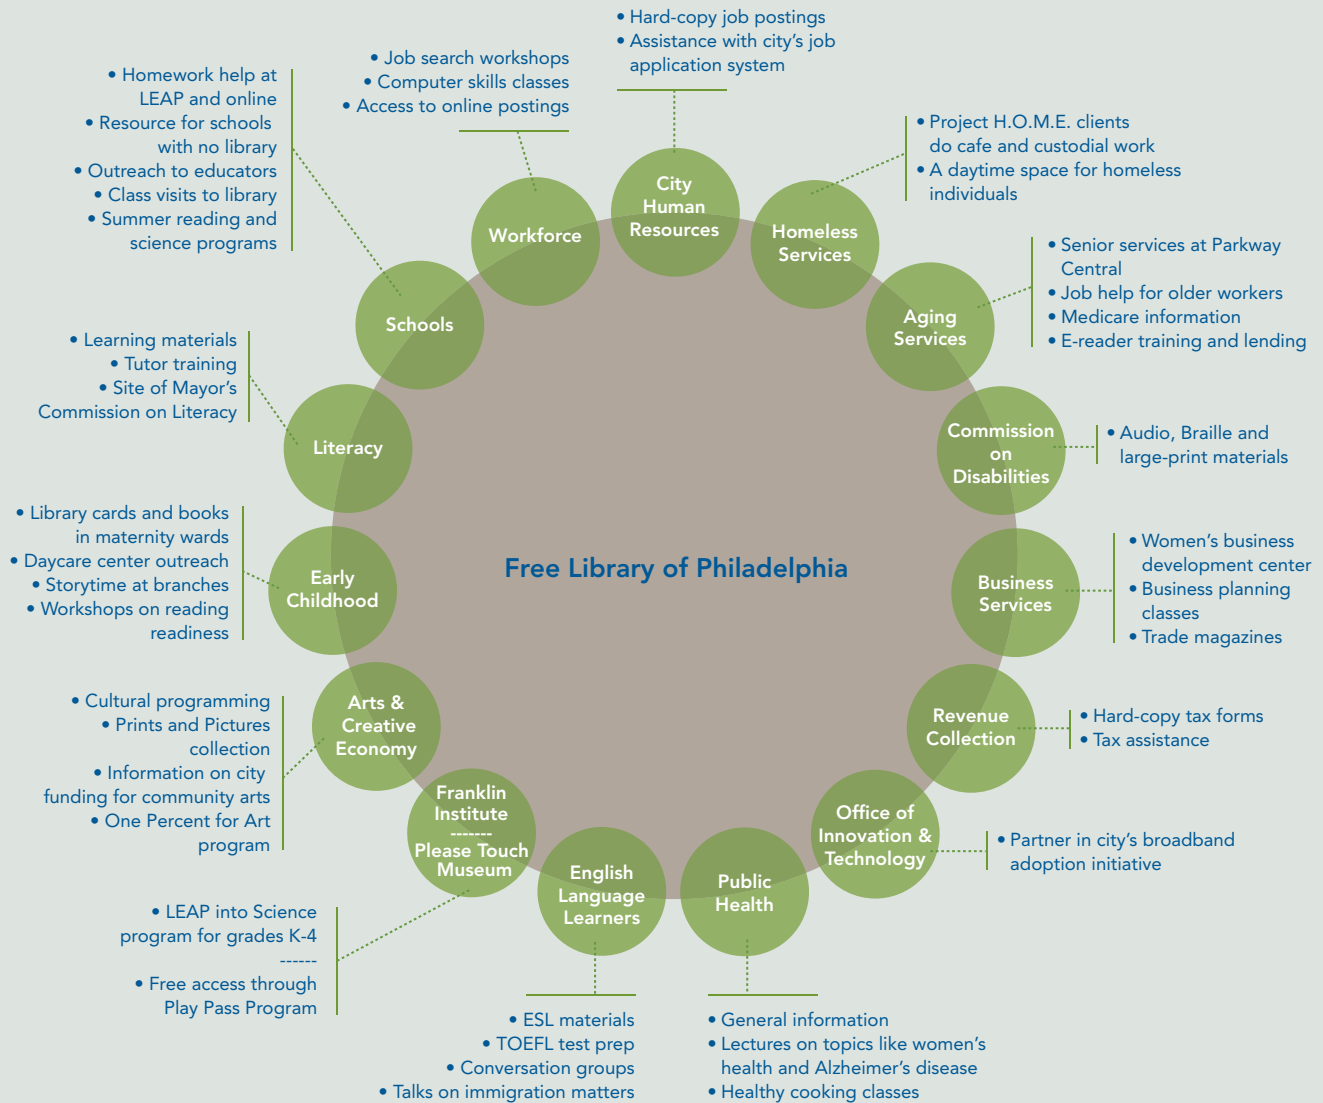 • Hard-copy job postings
• Assistance with city’s job
application system
• Job search workshops
• Computer skills classes
• Access to online postings
• Homework help at
LEAP and online
• Resource for schools
with no library
• Outreach to educators
• Class visits to library
• Summer reading and
science programs
• Project H.O.M.E. clients
do cafe and custodial work
• A daytime space for homeless
individuals
City
Human
Resources
Workforce
Homeless
Services
• Senior services at Parkway
Central
• Job help for older workers
• Medicare information
• E-reader training and lending
Schools
Aging
Services
• Learning materials
• Tutor training
• Site of Mayor’s
Commission on Literacy
Literacy
Commission
on
Disabilities
• Audio, Braille and
large-print materials
• Library cards and books
in maternity wards
• Daycare center outreach
• Storytime at branches
• Workshops on reading
readiness
Early
Childhood
Free Library of Philadelphia
Business
Services
• Women’s business
development center
• Business planning
classes
• Trade magazines
• Cultural programming
• Prints and Pictures
collection
• Information on city
funding for community arts
• One Percent for Art
program
Arts &
Creative
Economy
Revenue
Collection
• Hard-copy tax forms
• Tax assistance
Franklin
Institute
-------
Please Touch
Museum
Office of
Innovation &
Technology
• Partner in city’s broadband
adoption initiative
English
Language
Learners
Public
Health
• LEAP into Science
program for grades K-4
------
• Free access through
Play Pass Program
• ESL materials
• TOEFL test prep
• Conversation groups
• Talks on immigration matters
• General information
• Lectures on topics like women’s
health and Alzheimer’s disease
• Healthy cooking classes